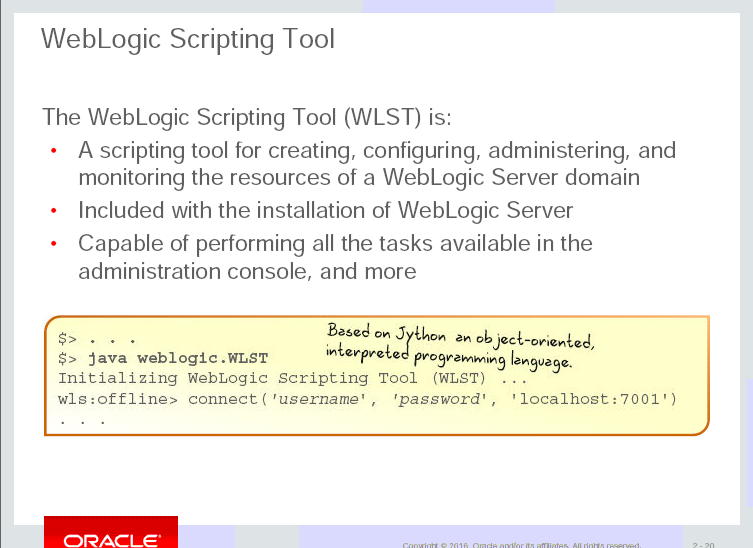 WebLogic Scripting Tool
The WebLogic Scripting Tool (WLST) is:
• A scripting tool for creating, configuring, administering, and
monitoring the resources of a WebLogic Server domain
• Included with the installation of WebLogic Server
• Capable of performing all the tasks available in the
administration console, and more
$> . . .
Based on Jython an object-oriented,
interpreted programming language.
$> java weblogic.WLST
Initializing WebLogic Scripting Tool (WLST) ...
wls:offline> connect('username', 'password', 'localhost:7001')
. . .
ORACLE
Copyright © 2016, Oracle and/or its affiliates. All rights reserved.
2 - 20